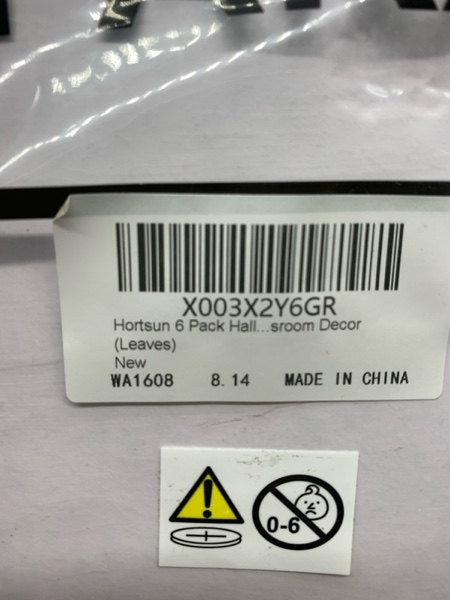 X003X2Y6GR
Hortsun 6 Pack Hall...sroom Decor
(Leaves)
New
WA1608 8.14 MADE IN CHINA
0-6